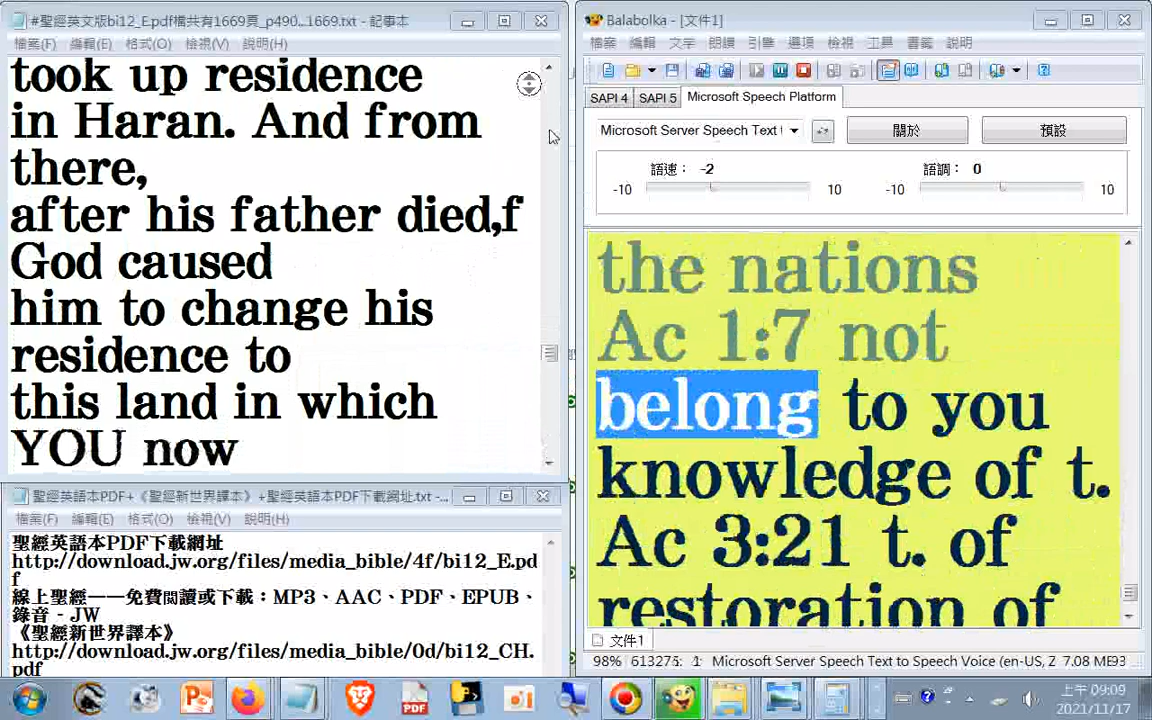 #聖經英文版bi12_E.pdf檔共有1669頁_p490...1669.txt - 記事本
檔案(F) 編輯(E) 格式(O) 檢視(V) 說明(H)
took up residence
in Haran. And from
there,
after his father died,f
God caused
him to change his
residence to
this land in which
YOU now
聖經英語本PDF+《聖經新世界譯本》+聖經英語本PDF下載網址.txt - ...
檔案(F) 編輯(E) 格式(O) 檢視(V) 說明(H)
聖經英語本PDF下載網址
http://download.jw.org/files/media_bible/4f/bi12_E.pd
f
線上聖經──免費閱讀或下載：MP3、AAC、PDF、EPUB、
錄音 - JW
《聖經新世界譯本》
http://download.jw.org/files/media_bible/0d/bi12_CH.
pdf
Balabolka - [文件1]
檔案 編輯 文字 朗讀 引擎 選項 檢視 工具 書籤 說明
SAPI 4 SAPI 5 Microsoft Speech Platform
Microsoft Server Speech Text 關於 預設
語速： -2 語調： 0
-10 10 -10 10
the nations
Ac 1:7 not
belong to you
knowledge of t.
Ac 3:21 t. of
restoration of
文件1
98% 613275: 1 Microsoft Server Speech Text to Speech Voice (en-US, Z 7.08 ME93
上午 09:09
2021/11/17